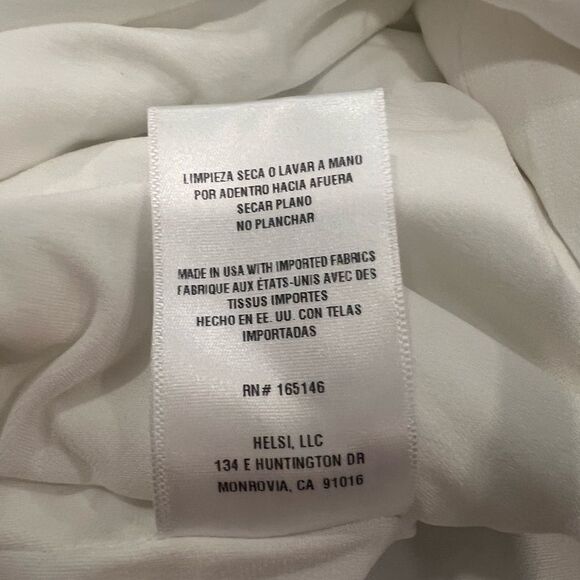 LIMPIEZA SECA O LAVAR A MANO
POR ADENTRO HACIA AFUERA
SECAR PLANO
NO PLANCHAR
MADE IN USA WITH IMPORTED FABRICS
FABRIQUE AUX ÉTATS-UNIS AVEC DES
TISSUS IMPORTES
HECHO EN EE. UU. CON TELAS
IMPORTADAS
RN# 165146
HELSI, LLC
134 E HUNTINGTON DR
MONROVIA, CA 91016